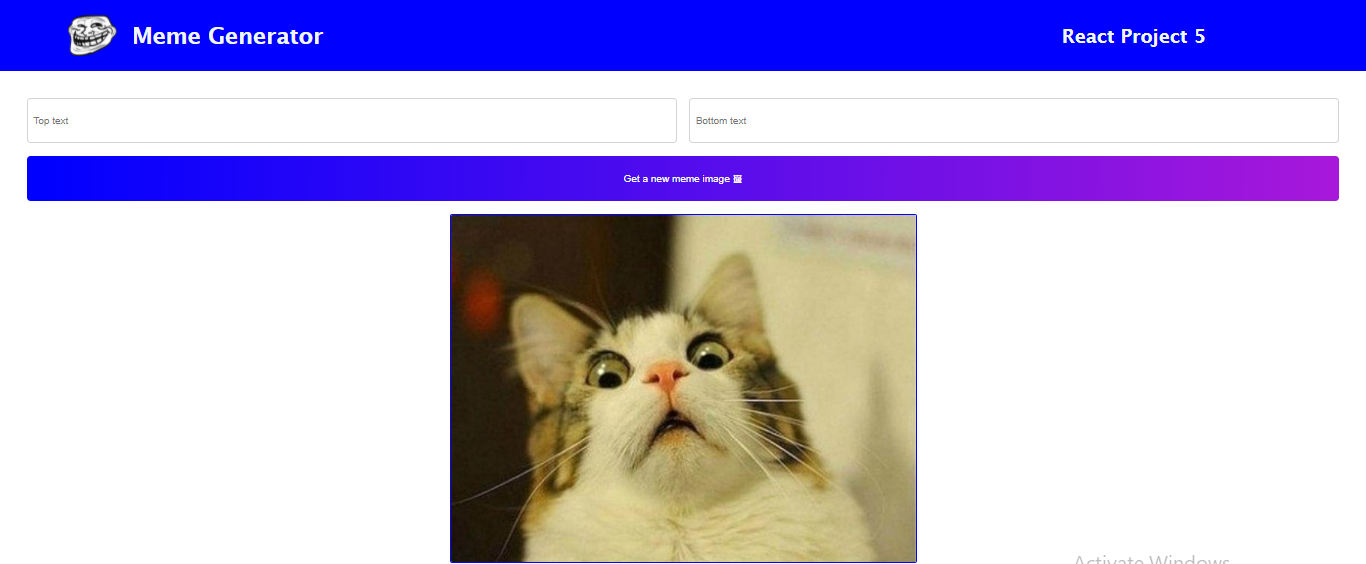 Meme Generator
React Project 5
Top text
Bottom text
Get a new meme image 🖼
Activate Windows